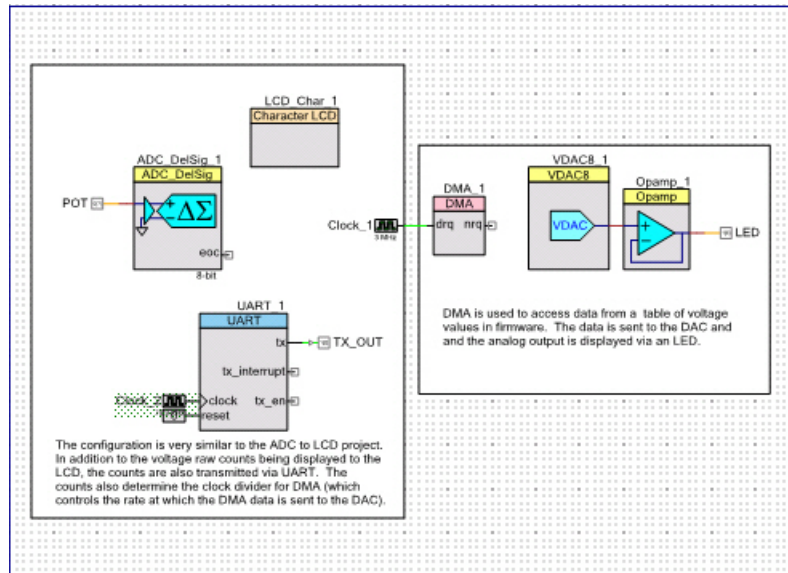 LCD_Char_1
Character LCD
ADC_DelSig_1
ADC_DelSig
POT
ΔΣ
eoc
8-bit
Clock_1
UART_1
UART
tx
TX_OUT
tx_interrupt
clock
tx_en
reset
The configuration is very similar to the ADC to LCD project.
In addition to the voltage raw counts being displayed to the
LCD, the counts are also transmitted via UART. The
counts also determine the clock divider for DMA (which
controls the rate at which the DMA data is sent to the DAC).
DMA_1
DMA
drq nrq
VDAC8_1
VDAC8
VDAC
Opamp_1
Opamp
LED
DMA is used to access data from a table of voltage
values in firmware. The data is sent to the DAC and
and the analog output is displayed via an LED.